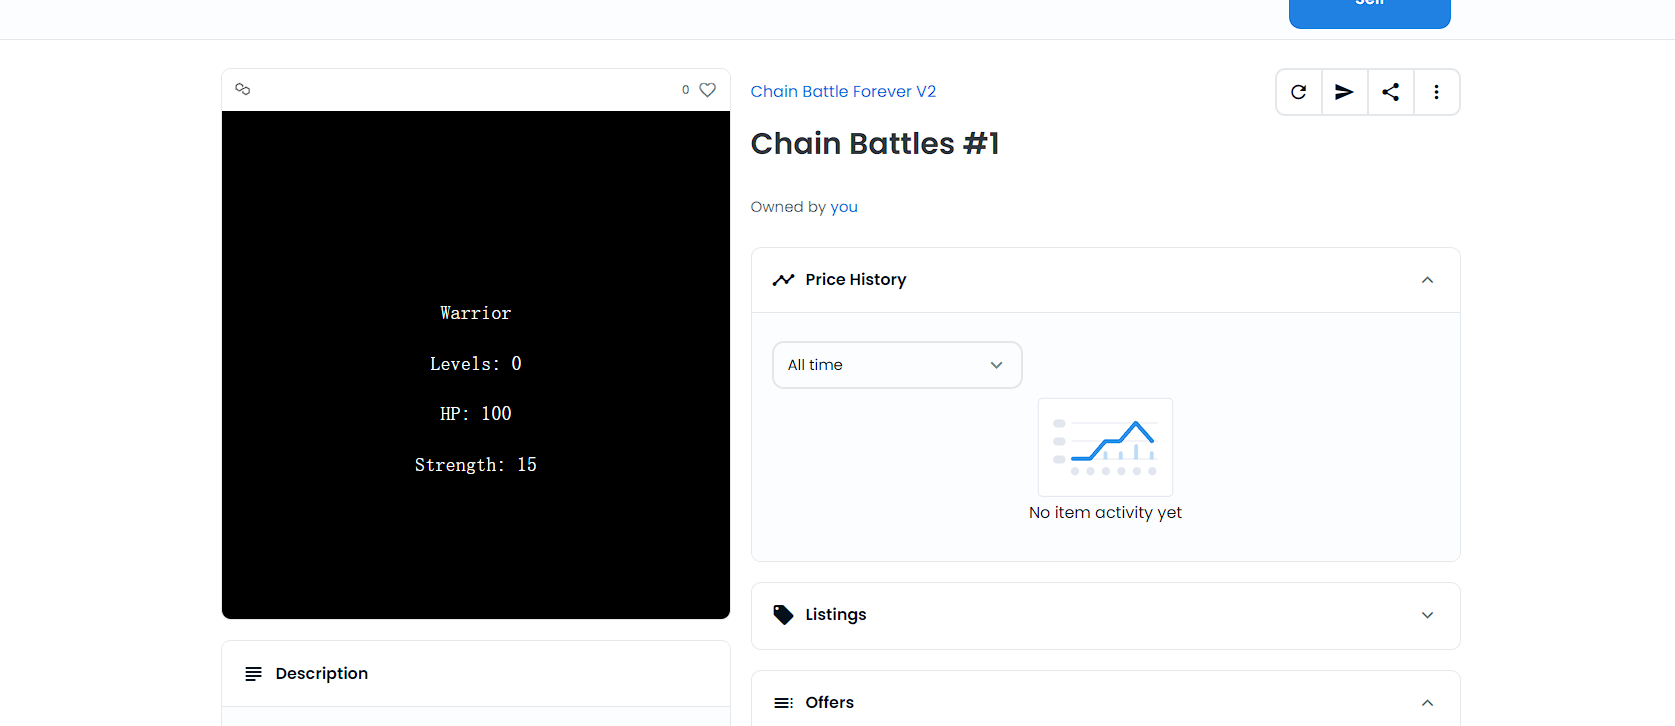 0
Warrior
Levels: 0
HP: 100
Strength: 15
Description
Chain Battle Forever V2
Chain Battles #1
Owned by you
Price History
All time
No item activity yet
Listings
Offers